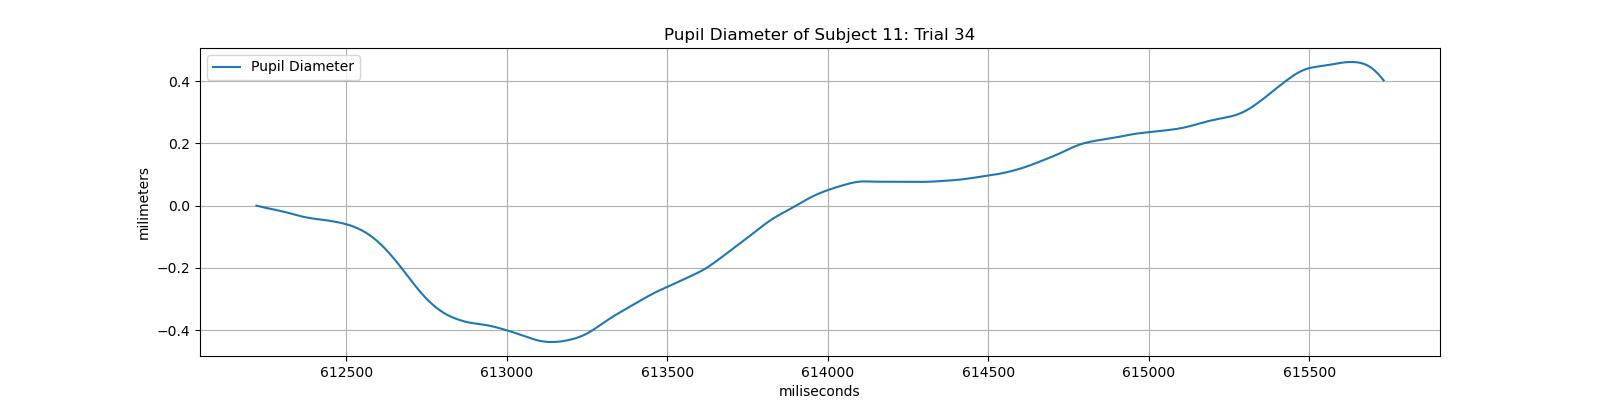 Pupil Diameter of Subject 11: Trial 34
Pupil Diameter
0.4
0.2
0.0
−0.2
−0.4
milimeters
612500 613000 613500 614000 614500 615000 615500
miliseconds